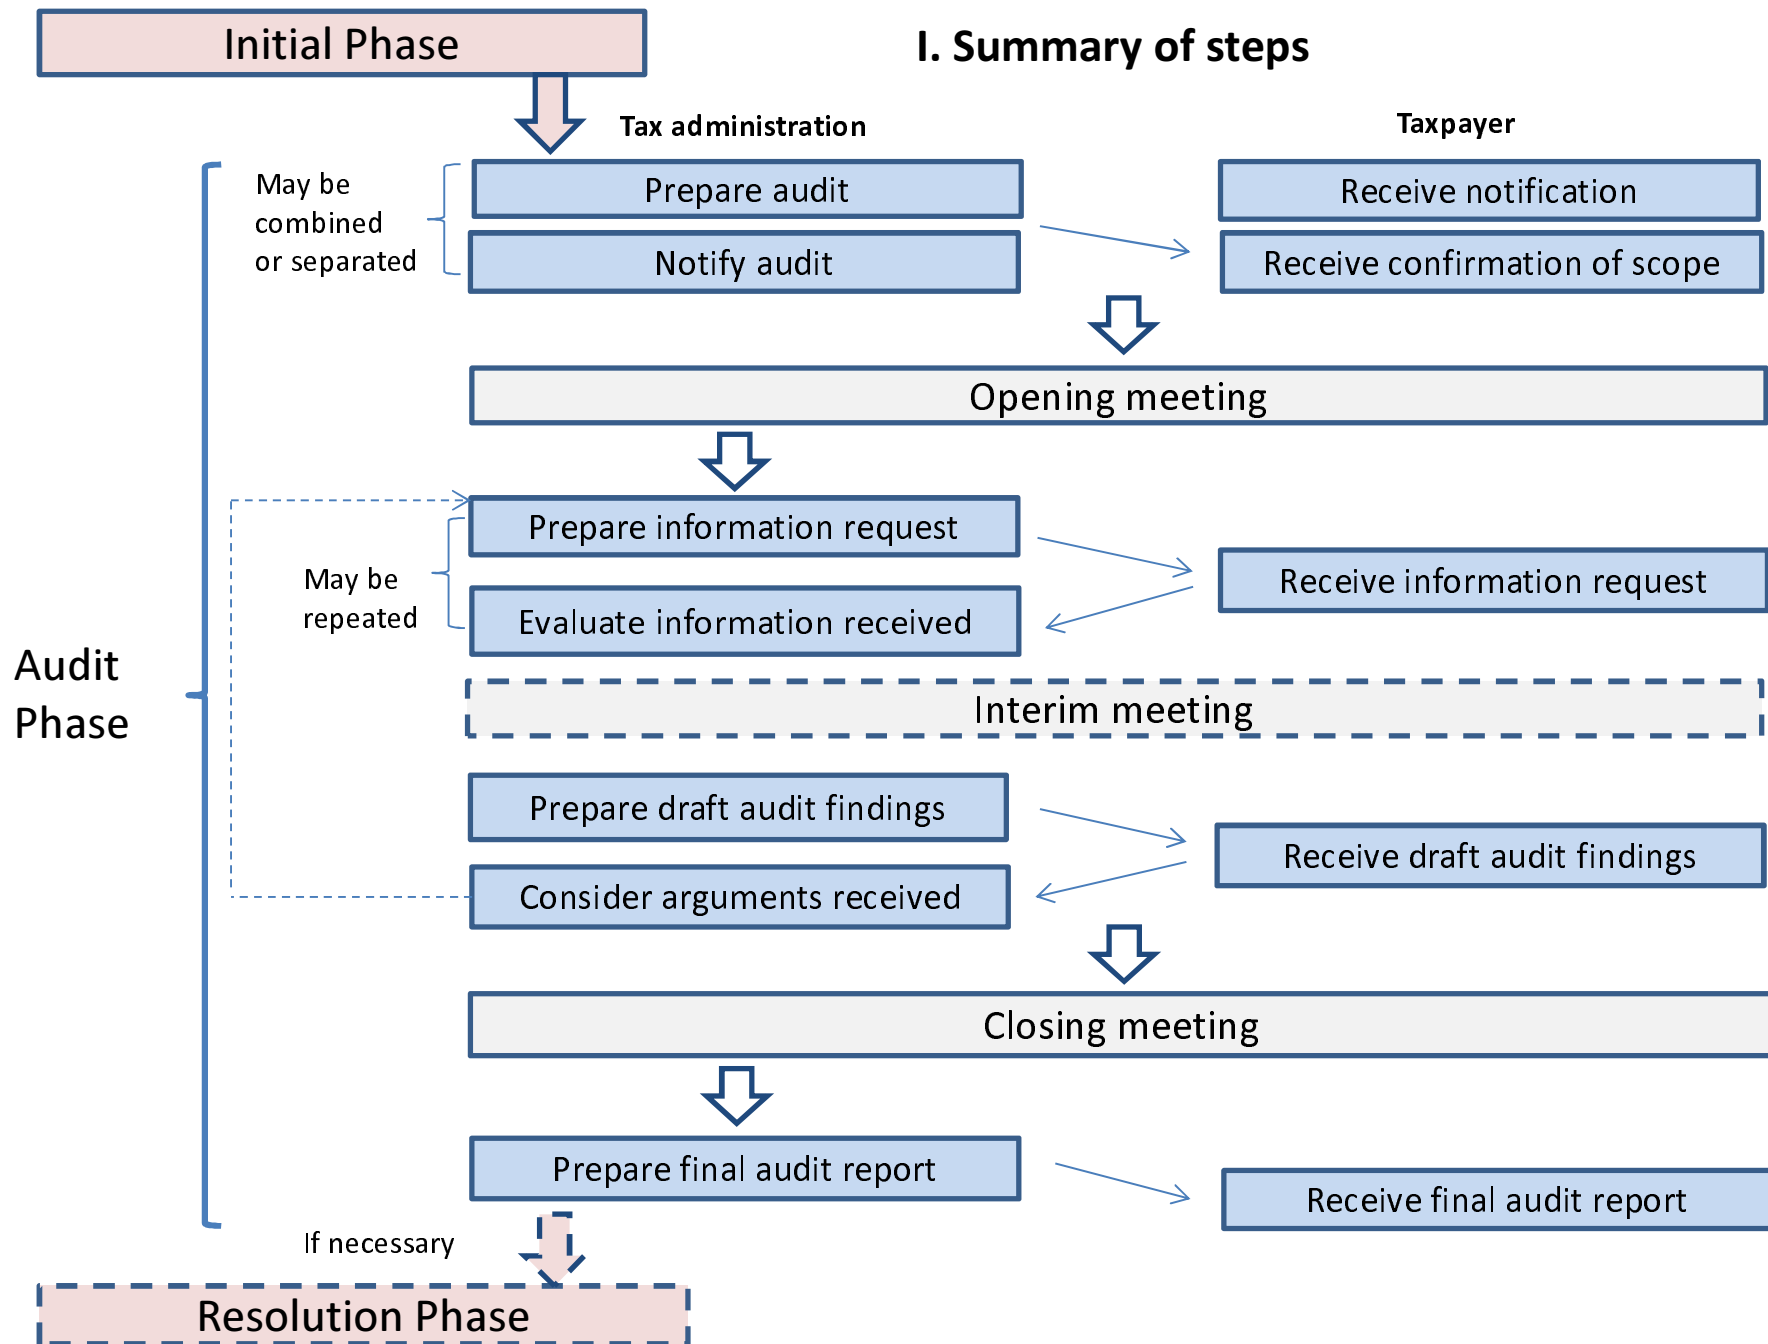 Initial Phase
I. Summary of steps
Tax administration
Taxpayer
May be
combined
or separated
Prepare audit
Receive notification
Notify audit
Receive confirmation of scope
Opening meeting
Prepare information request
May be
repeated
Receive information request
Evaluate information received
Audit
Phase
Interim meeting
Prepare draft audit findings
Receive draft audit findings
Consider arguments received
Closing meeting
Prepare final audit report
Receive final audit report
If necessary
Resolution Phase